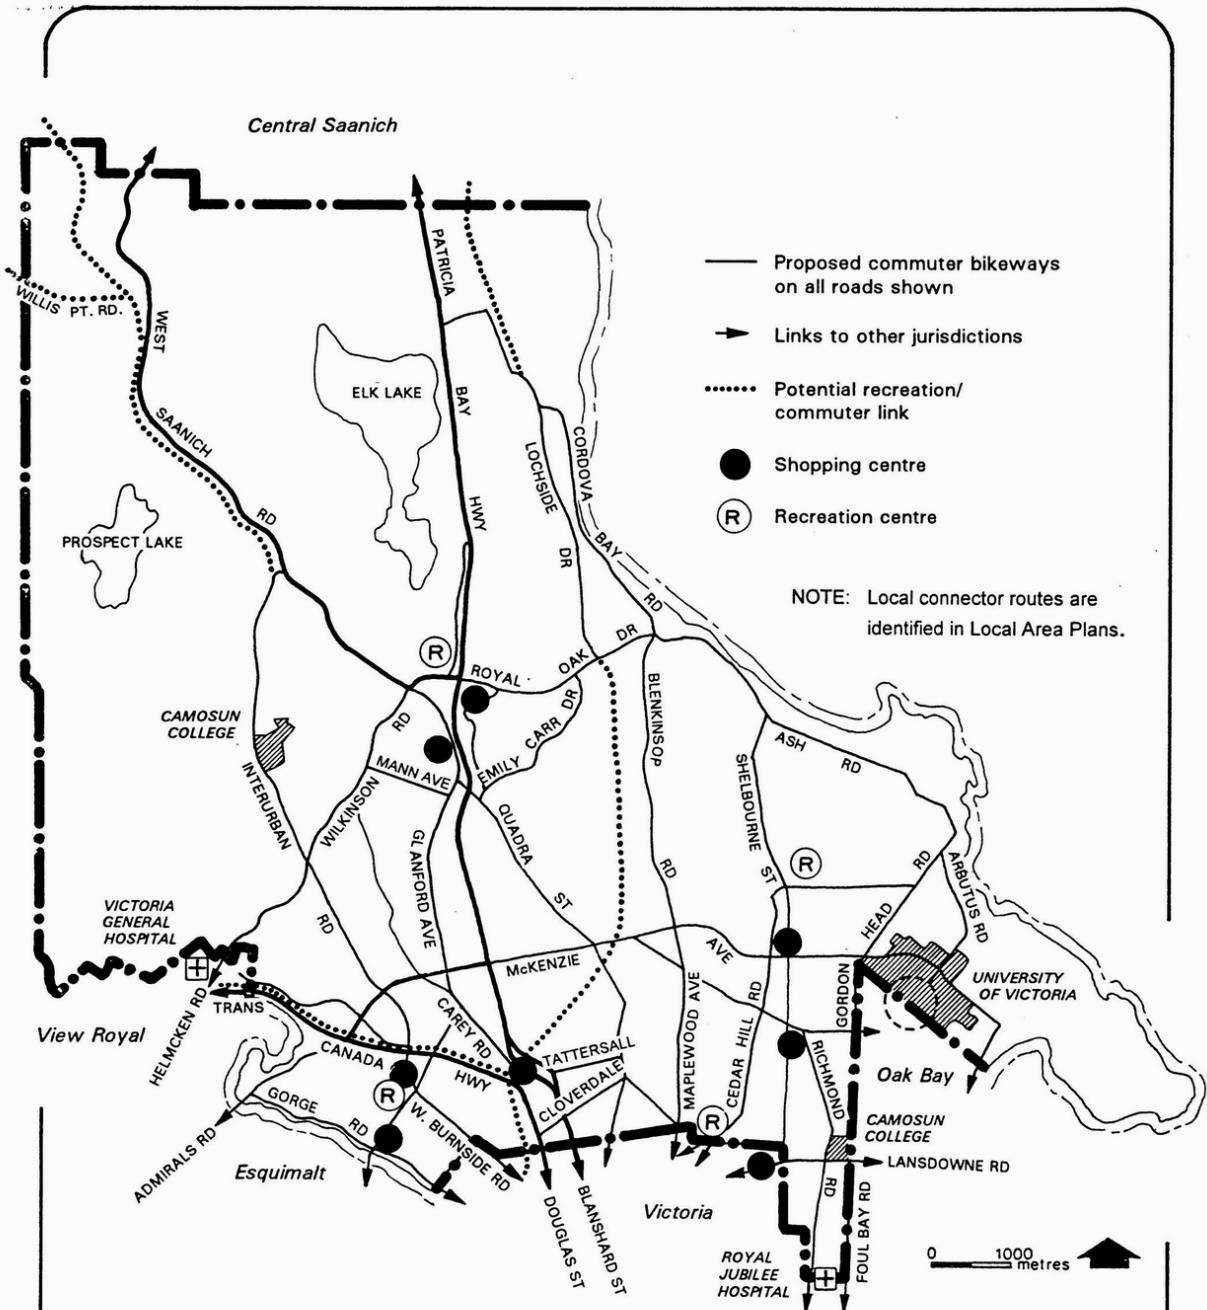 Central Saanich
Proposed commuter bikeways
on all roads shown
Links to other jurisdictions
Potential recreation/
commuter link
Shopping centre
R
Recreation centre
NOTE: Local connector routes are
identified in Local Area Plans.
WILLIS PT. RD.
WEST SAANICH RD
PATRICIA BAY HWY
ELK LAKE
PROSPECT LAKE
LOCHSIDE DR
CORDOVA BAY RD
R
ROYAL OAK DR
CAMOSUN
COLLEGE
INTERURBAN RD
WILKINSON RD
MANN AVE
GLANFORD AVE
EMILY CARR DR
QUADRA ST
BLENKINSOP RD
SHELBOURNE ST
ASH RD
R
ARBUTUS RD
HEAD RD
VICTORIA
GENERAL
HOSPITAL
McKENZIE AVE
UNIVERSITY
OF VICTORIA
GORDON
View Royal
HELMCKEN RD
TRANS CANADA HWY
CAREY RD
TATTERSALL
CLOVERDALE
MAPLEWOOD AVE
CEDAR HILL RD
RICHMOND RD
Oak Bay
R
GORGE RD
W. BURNSIDE RD
ADMIRALS RD
Esquimalt
R
CAMOSUN
COLLEGE
LANSDOWNE RD
DOUGLAS ST
BLANSHARD ST
Victoria
FOUL BAY RD
ROYAL
JUBILEE
HOSPITAL
0 1000
metres